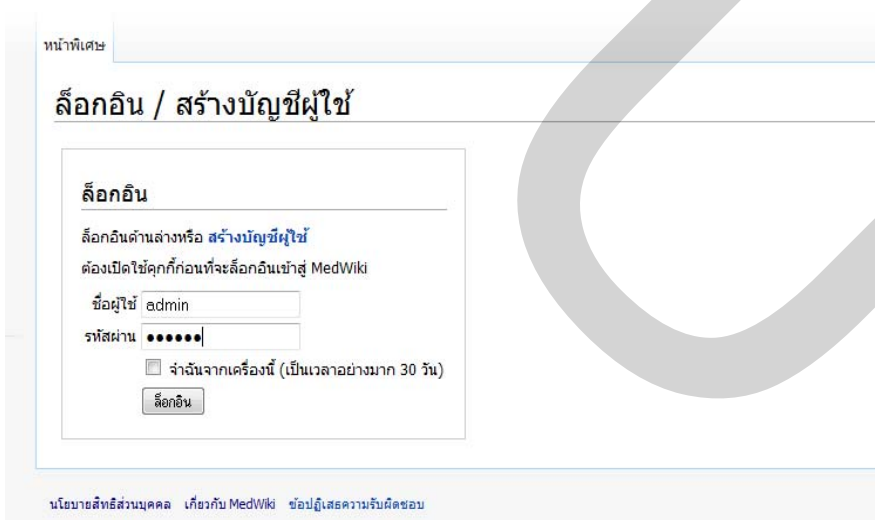 หน้าพิเศษ
ล็อกอิน / สร้างบัญชีผู้ใช้
ล็อกอิน
ล็อกอินด้านล่างหรือ สร้างบัญชีผู้ใช้
ต้องเปิดใช้คุกกี้ก่อนที่จะล็อกอินเข้าสู่ MedWiki
ชื่อผู้ใช้ admin
รหัสผ่าน ●●●●●●
จำฉันจากเครื่องนี้ (เป็นเวลาอย่างมาก 30 วัน)
ล็อกอิน
นโยบายสิทธิส่วนบุคคล เกี่ยวกับ MedWiki ข้อปฏิเสธความรับผิดชอบ